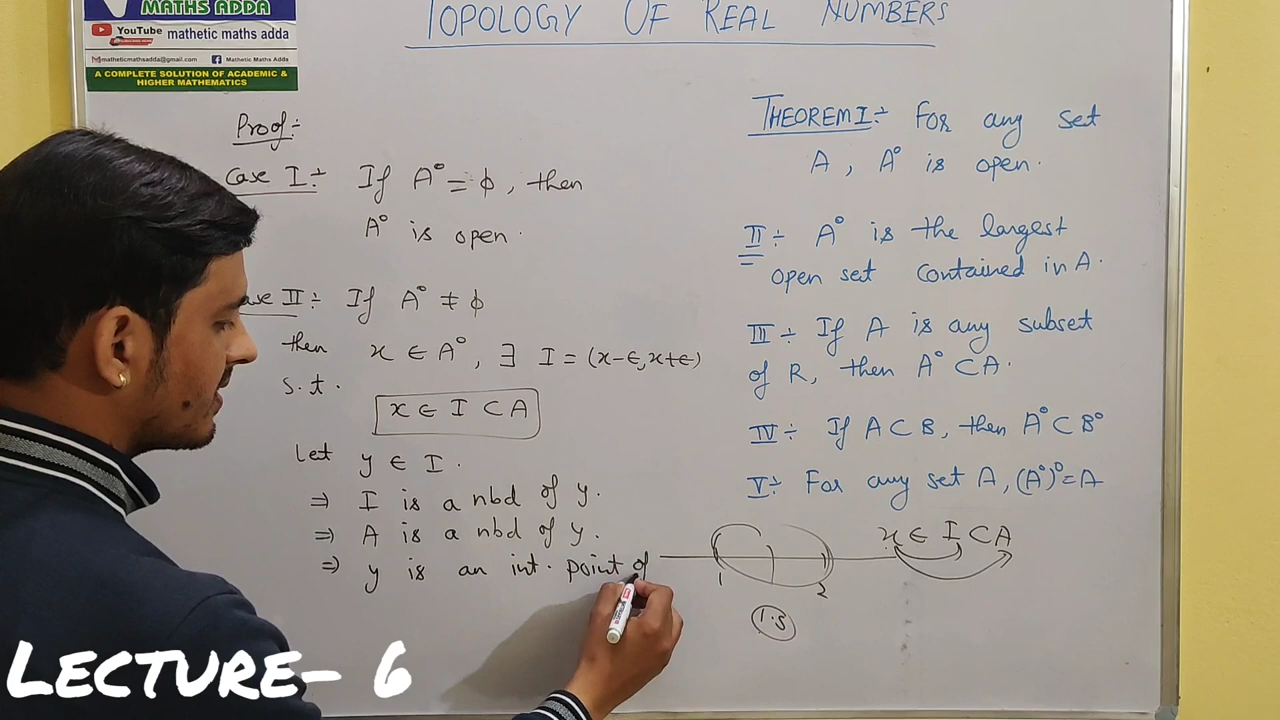 MATHS ADDA
YouTube mathetic maths adda
matheticmathsadda@gmail.com Mathetic Maths Adda
A COMPLETE SOLUTION OF ACADEMIC &
HIGHER MATHEMATICS
TOPOLOGY OF REAL NUMBERS
Proof:-
Case I:- If A° = ϕ, then
A° is open.
ase II:- If A° ≠ ϕ
then x ∈ A°, ∃ I = (x-ϵ, x+ϵ)
s.t.
x ∈ I ⊂ A
Let y ∈ I.
⇒ I is a nbd of y.
⇒ A is a nbd of y.
⇒ y is an int. point of
THEOREM I:- For any set
A, A° is open.
II:- A° is the largest
open set contained in A.
III:- If A is any subset
of R, then A° ⊂ A.
IV:- If A ⊂ B, then A° ⊂ B°
V:- For any set A, (A°)° = A
x ∈ I ⊂ A
1 2
1.5
LECTURE- 6